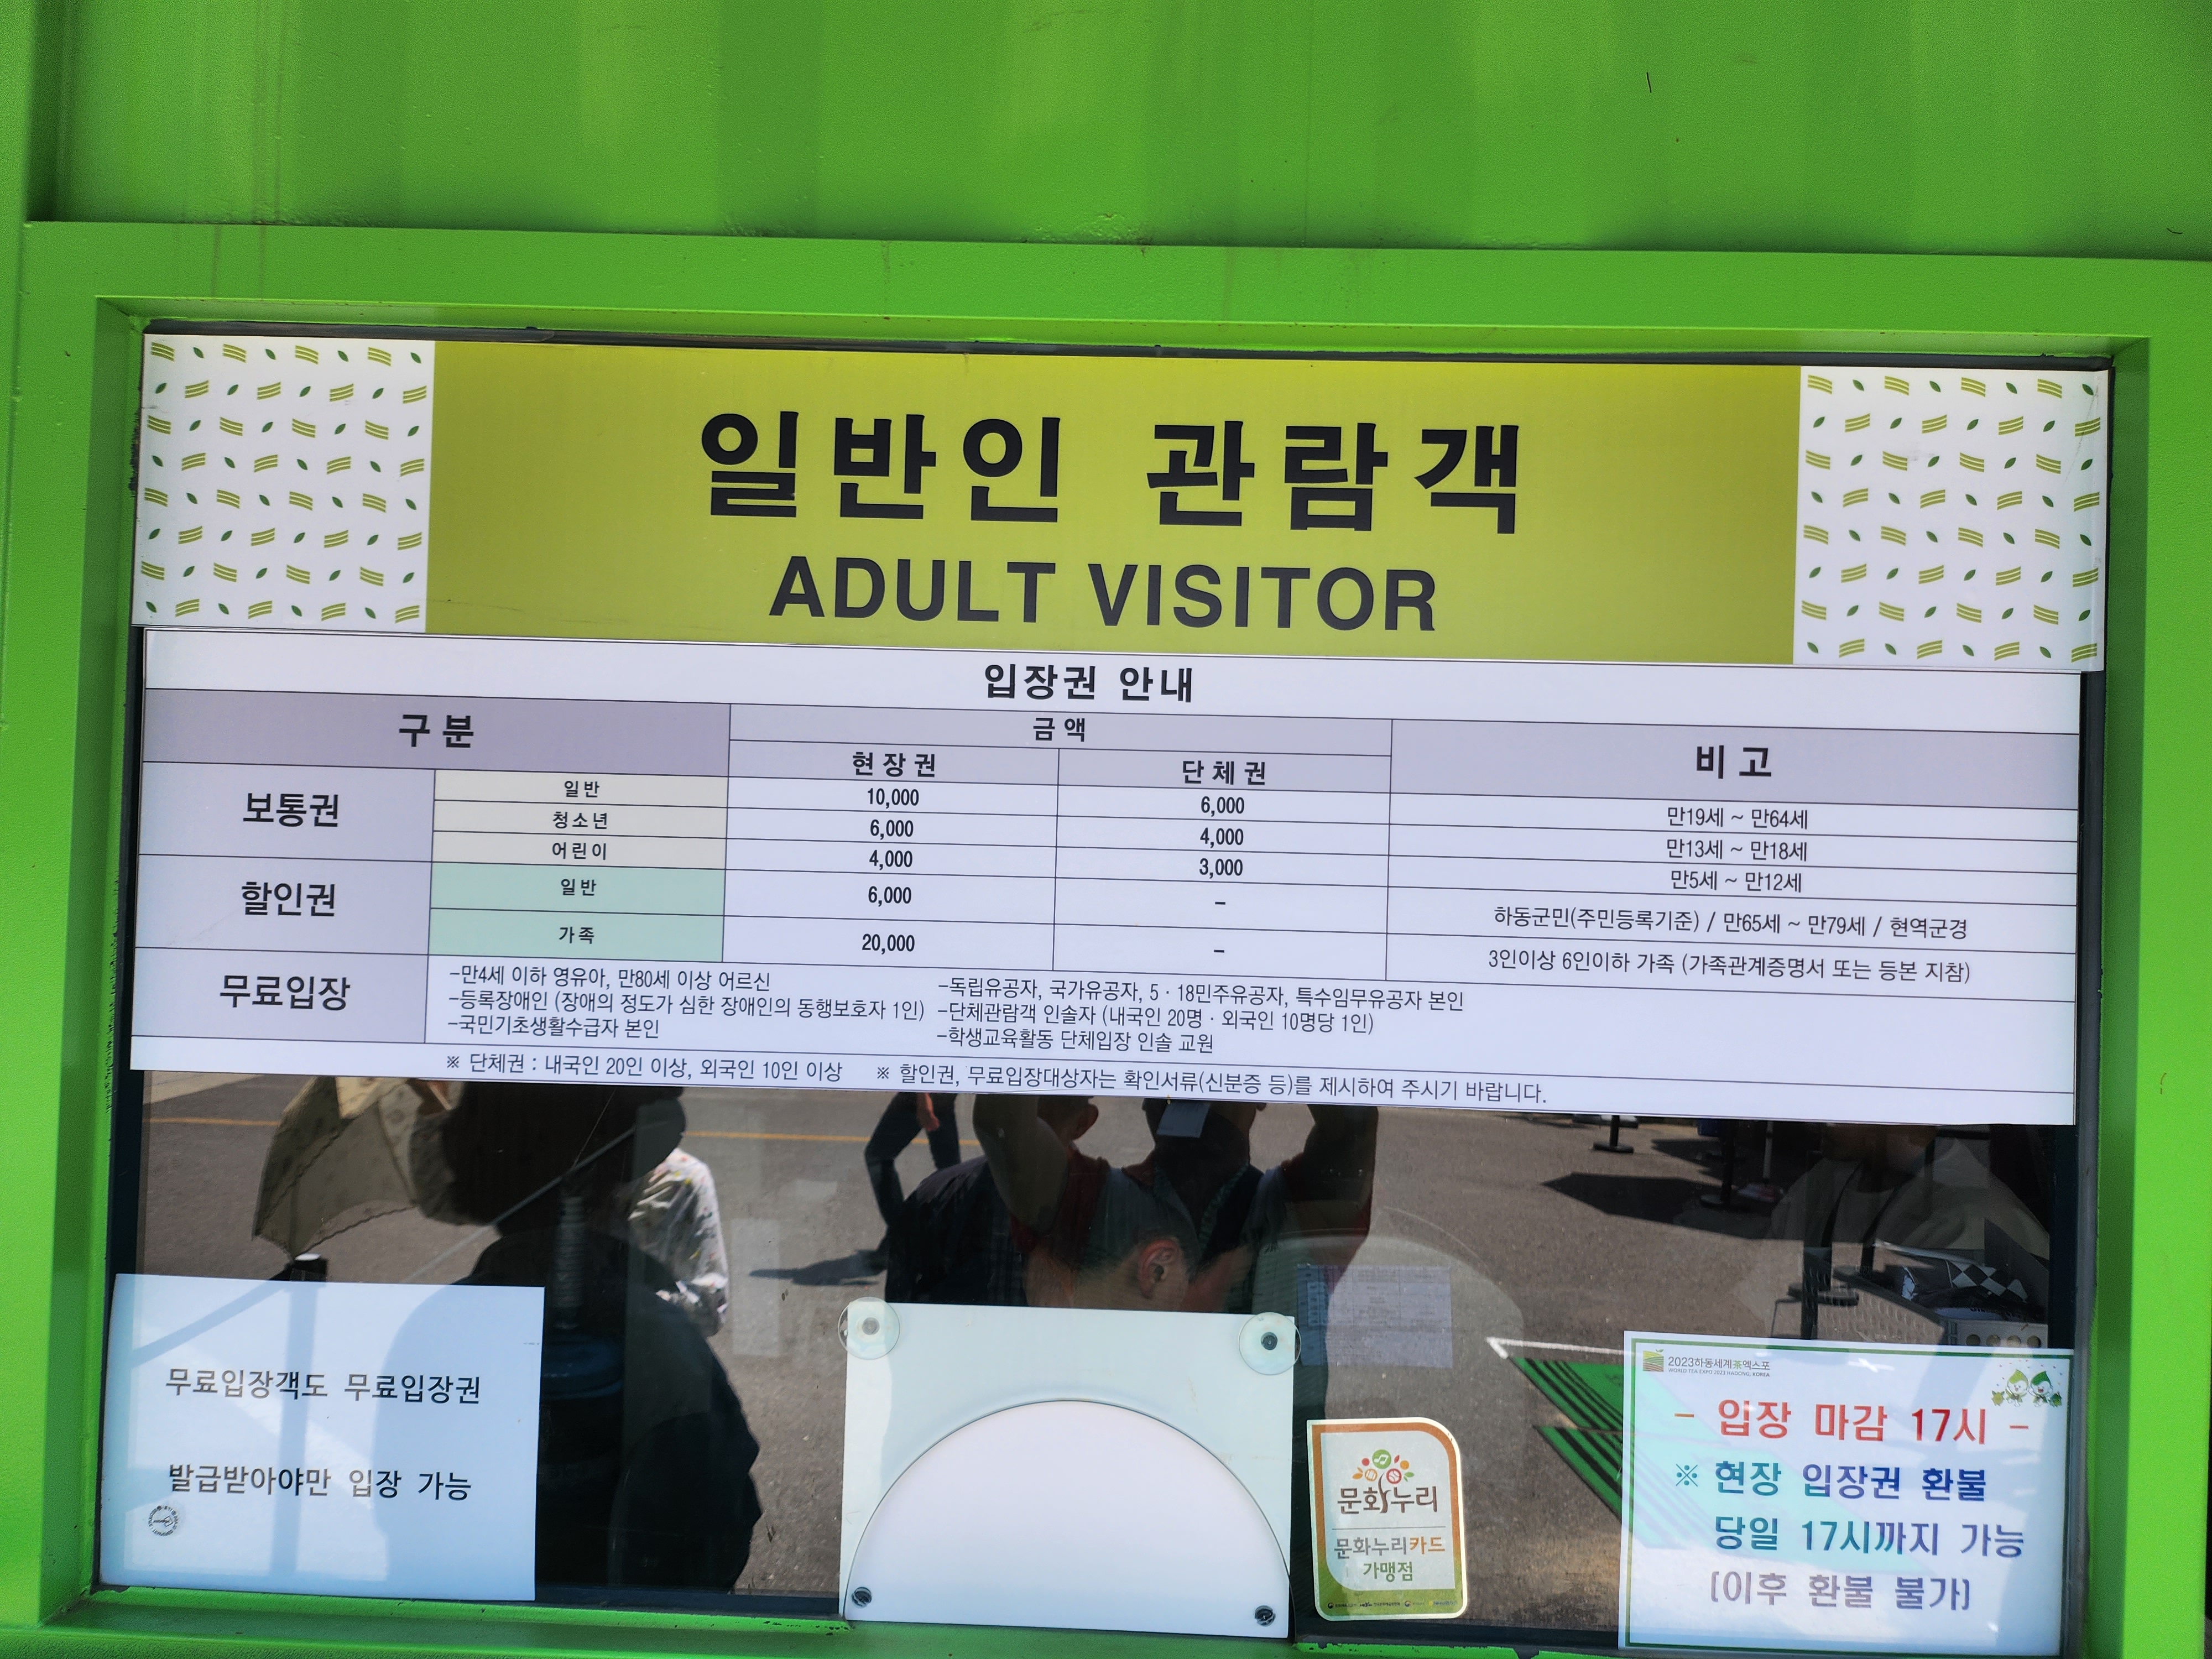 일반인 관람객
ADULT VISITOR
입장권 안내
구분 금액 비고
현장권 단체권
보통권 일반 10,000 6,000 만19세 ~ 만64세
청소년 6,000 4,000 만13세 ~ 만18세
어린이 4,000 3,000 만5세 ~ 만12세
할인권 일반 6,000 - 하동군민(주민등록기준) / 만65세 ~ 만79세 / 현역군경
가족 20,000 - 3인이상 6인이하 가족 (가족관계증명서 또는 등본 지참)
무료입장
-만4세 이하 영유아, 만80세 이상 어르신
-등록장애인 (장애의 정도가 심한 장애인의 동행보호자 1인)
-국민기초생활수급자 본인
-독립유공자, 국가유공자, 5·18민주유공자, 특수임무유공자 본인
-단체관람객 인솔자 (내국인 20명·외국인 10명당 1인)
-학생교육활동 단체입장 인솔 교원
※ 단체권 : 내국인 20인 이상, 외국인 10인 이상 ※ 할인권, 무료입장대상자는 확인서류(신분증 등)를 제시하여 주시기 바랍니다.
무료입장객도 무료입장권
발급받아야만 입장 가능
문화누리
문화누리카드
가맹점
2023하동세계茶엑스포
WORLD TEA EXPO 2023 HADONG, KOREA
- 입장 마감 17시 -
※ 현장 입장권 환불
당일 17시까지 가능
(이후 환불 불가)